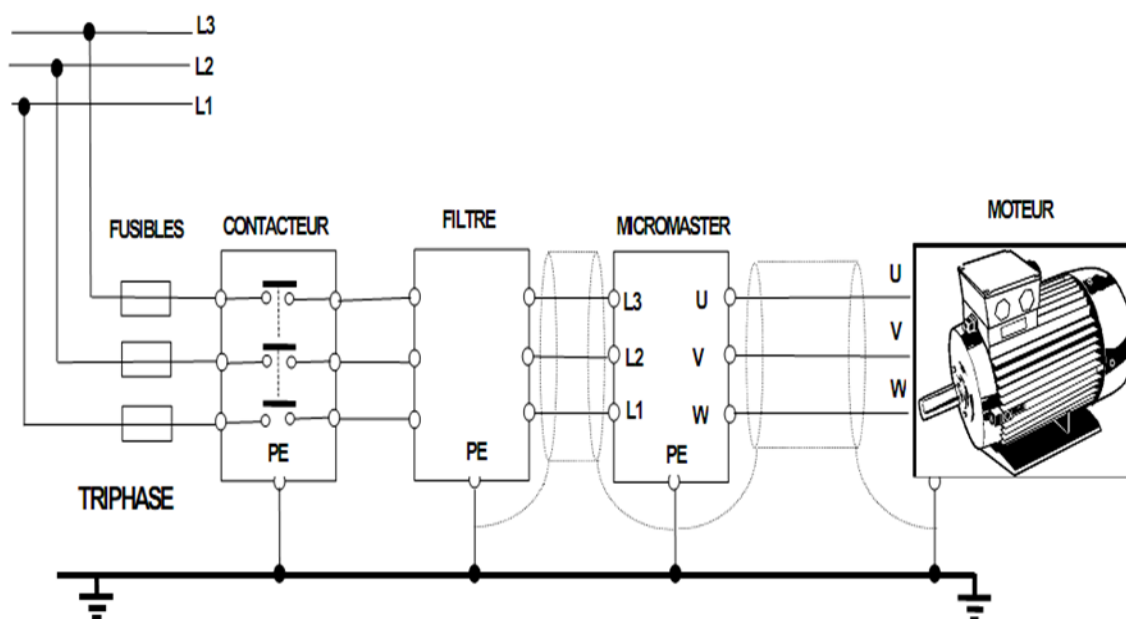 L3
L2
L1
FUSIBLES
CONTACTEUR
FILTRE
MICROMASTER
MOTEUR
U
L3
U
V
L2
V
W
L1
W
PE
PE
PE
TRIPHASE